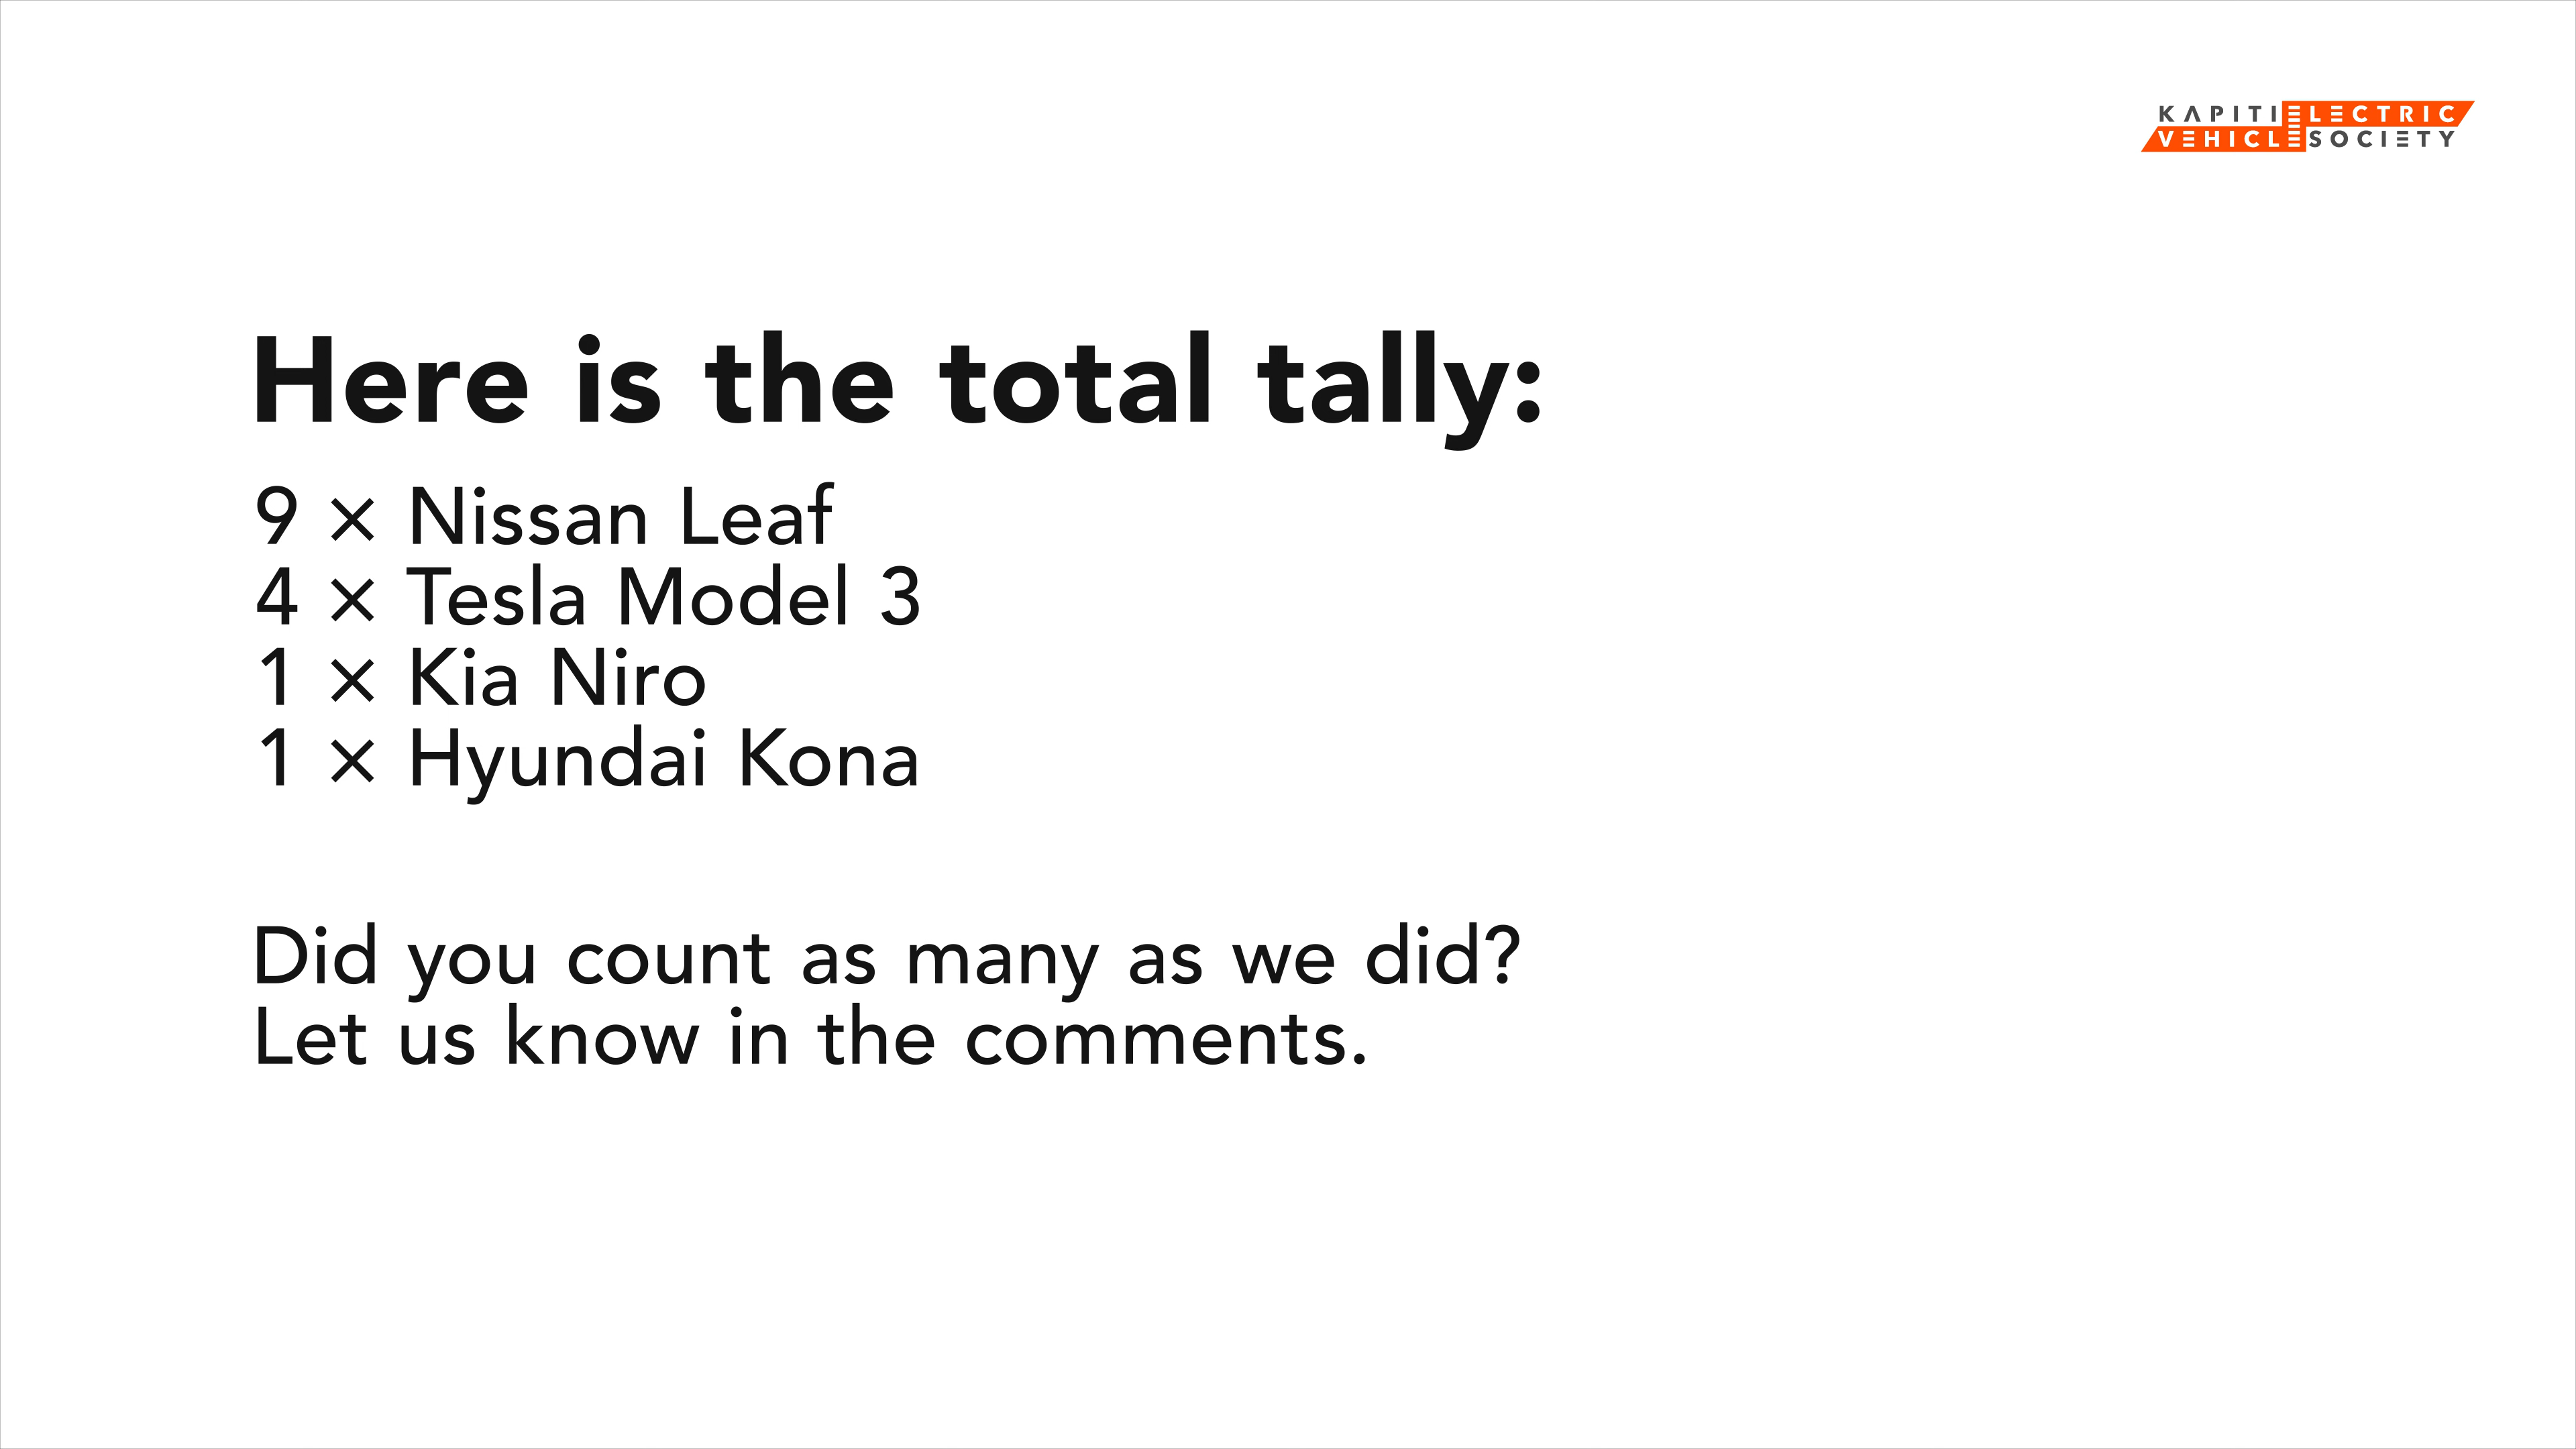 KAPITI ELECTRIC
VEHICLE SOCIETY
Here is the total tally:
9 × Nissan Leaf
4 × Tesla Model 3
1 × Kia Niro
1 × Hyundai Kona
Did you count as many as we did?
Let us know in the comments.